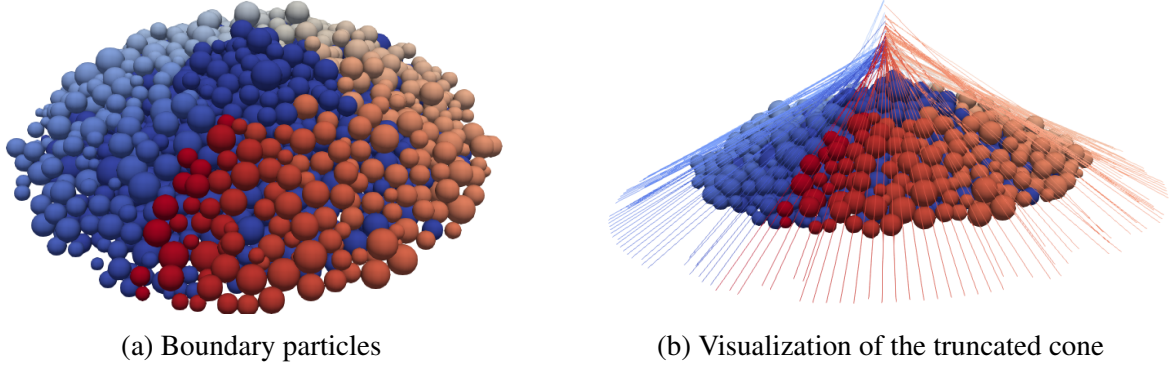 (a) Boundary particles
(b) Visualization of the truncated cone